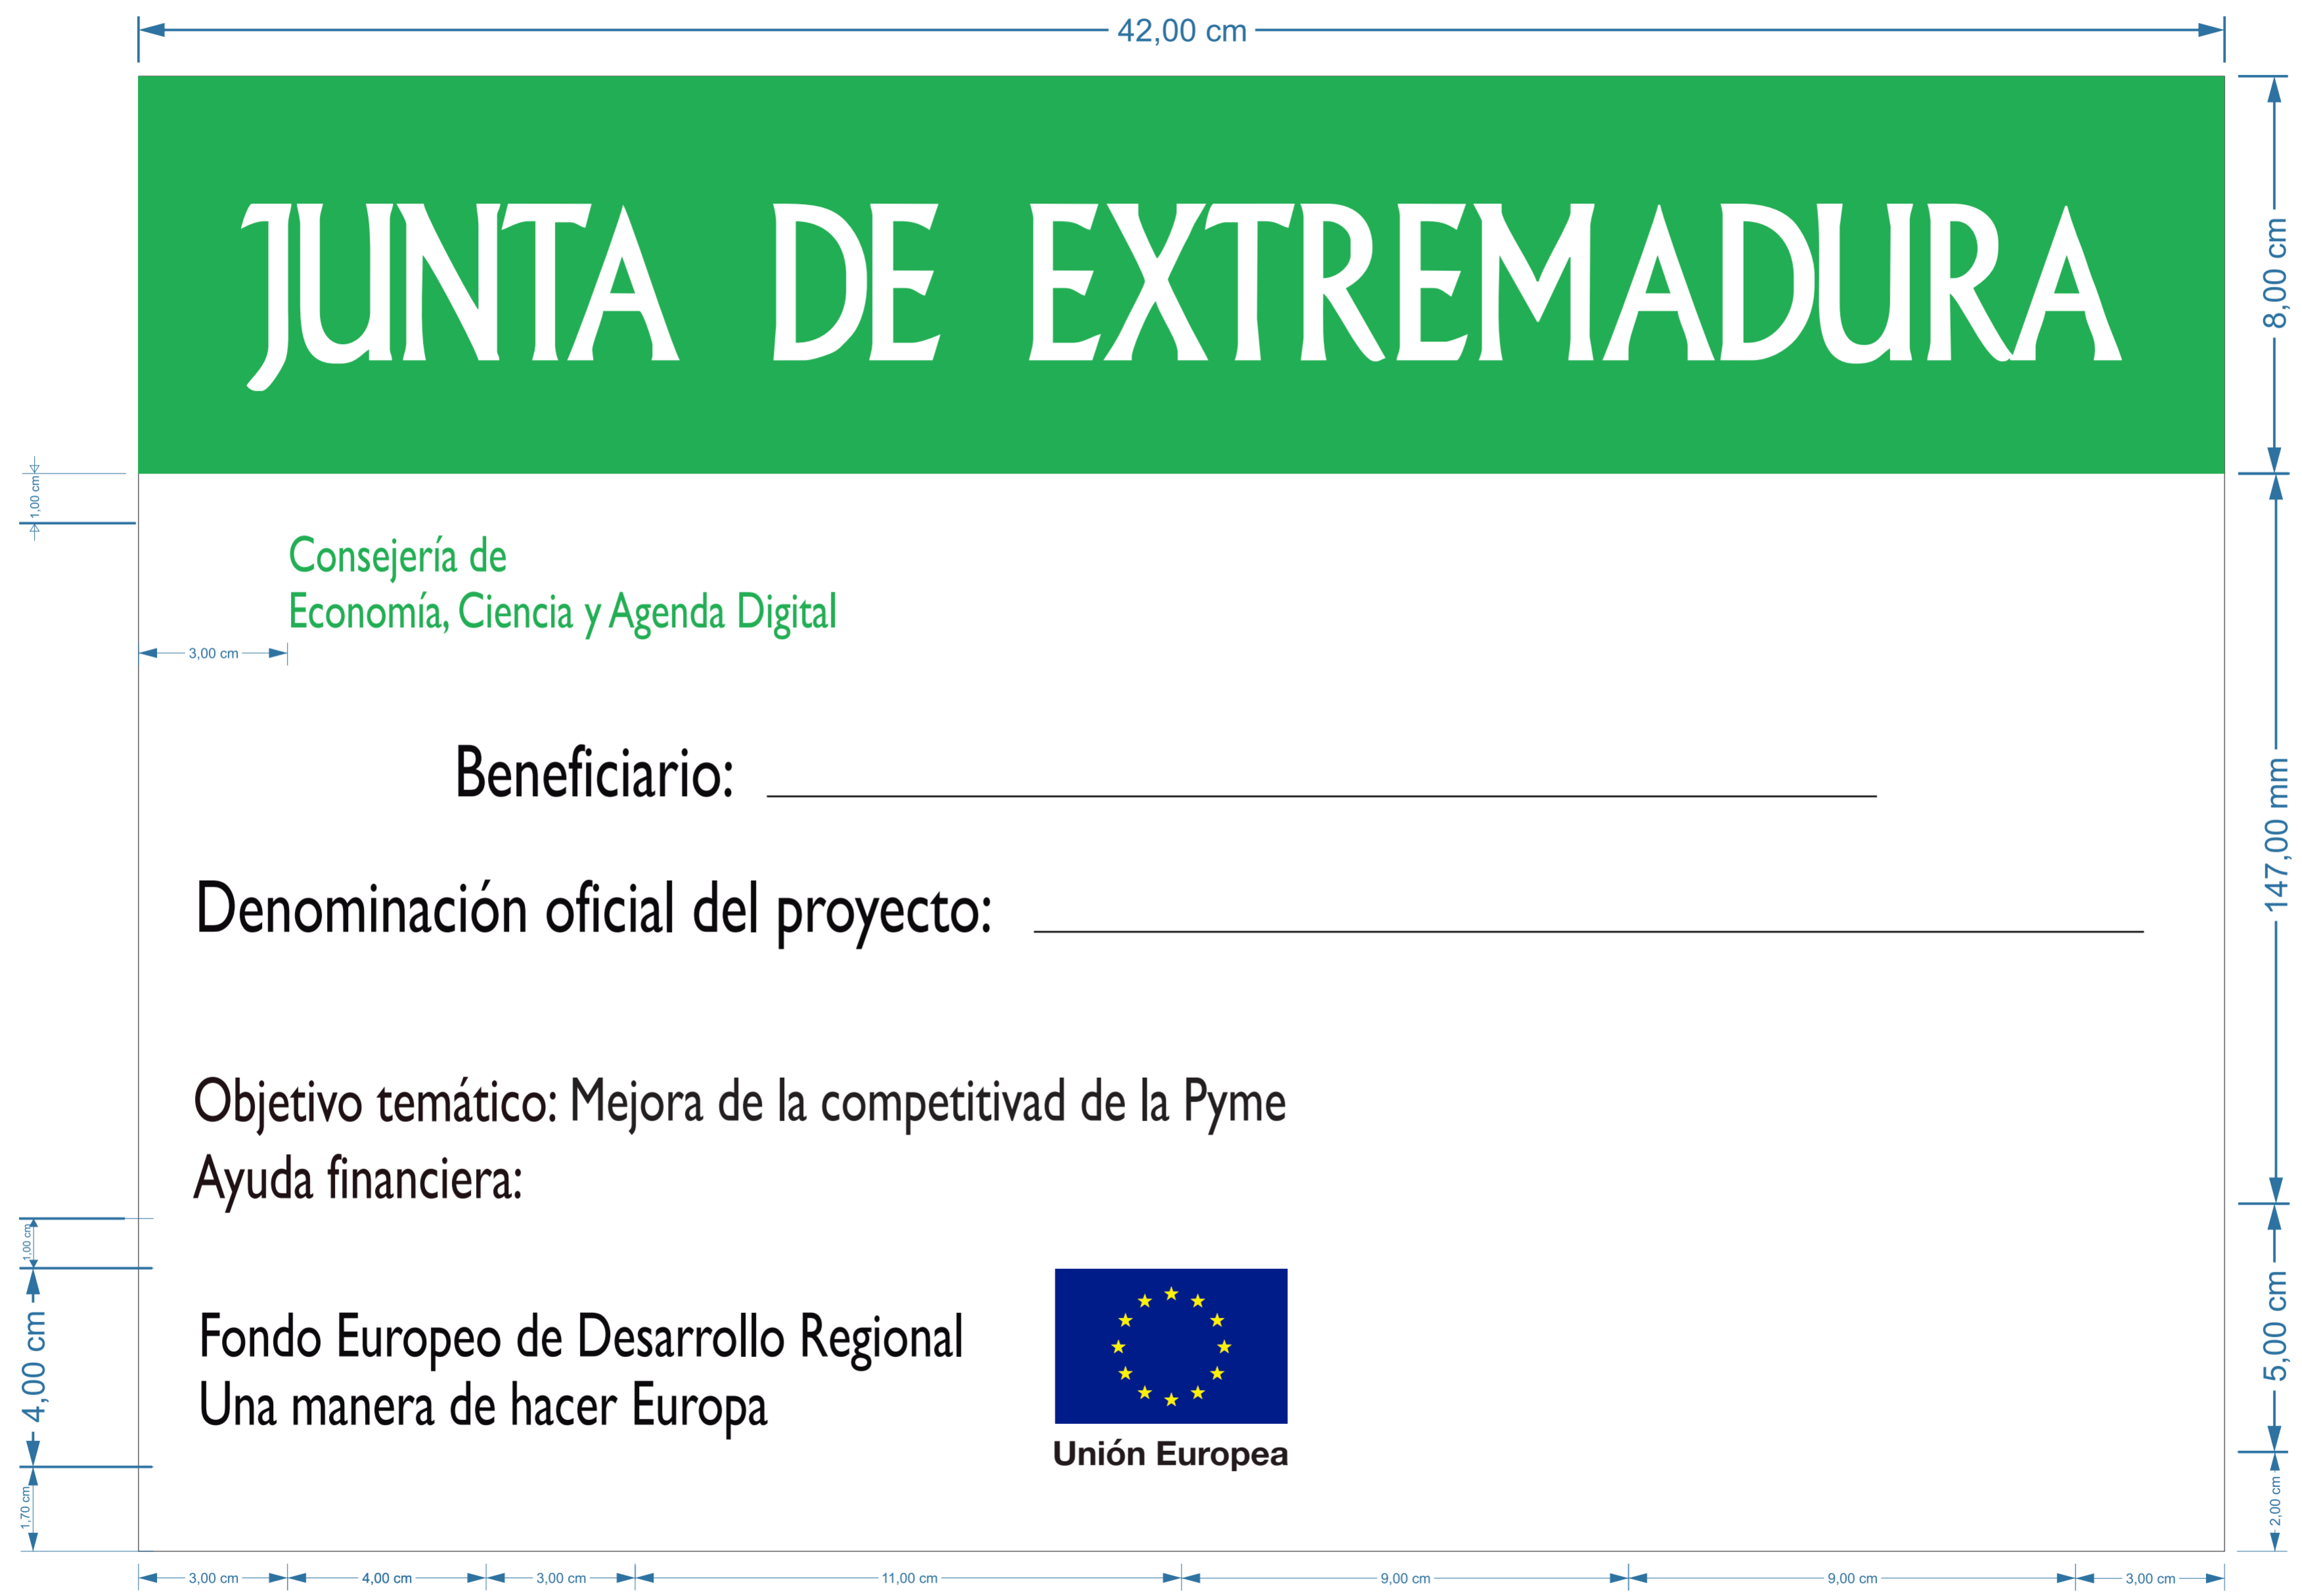 42,00 cm
JUNTA DE EXTREMADURA
8,00 cm
1,00 cm
Consejería de
Economía, Ciencia y Agenda Digital
3,00 cm
Beneficiario:
147,00 mm
Denominación oficial del proyecto:
Objetivo temático: Mejora de la competitivad de la Pyme
Ayuda financiera:
1,00 cm
4,00 cm
Fondo Europeo de Desarrollo Regional
Una manera de hacer Europa
5,00 cm
Unión Europea
1,70 cm
2,00 cm
3,00 cm 4,00 cm 3,00 cm 11,00 cm 9,00 cm 9,00 cm 3,00 cm